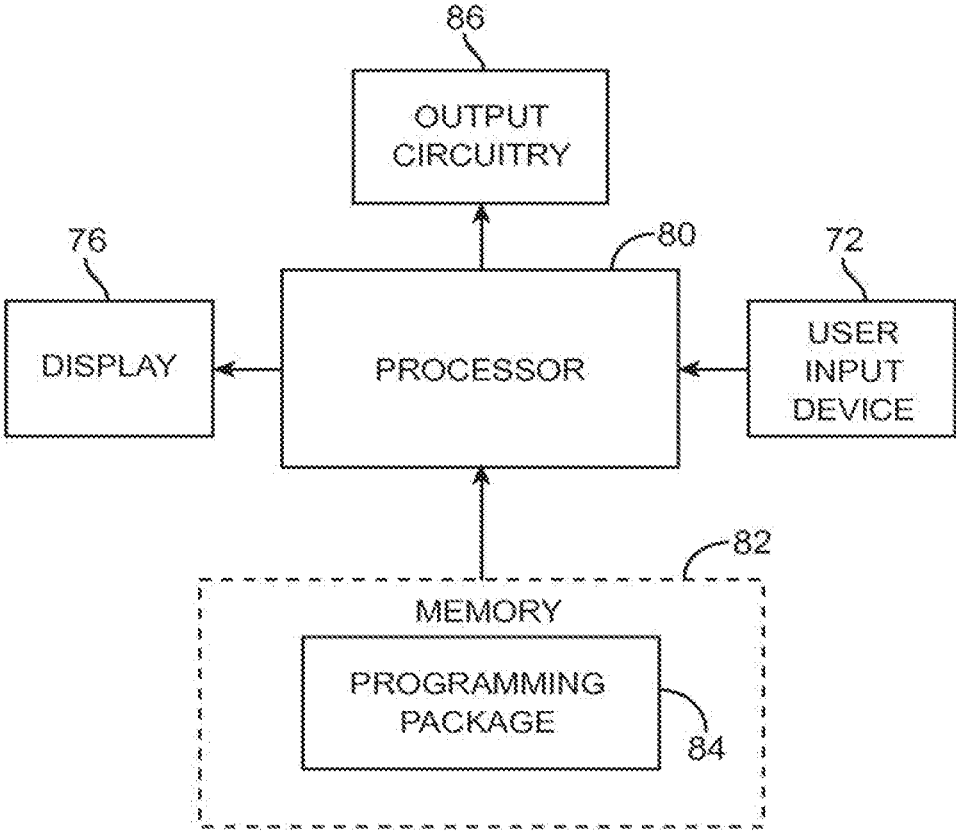 86
OUTPUT
CIRCUITRY
76
80
72
DISPLAY
PROCESSOR
USER
INPUT
DEVICE
82
MEMORY
PROGRAMMING
PACKAGE
84